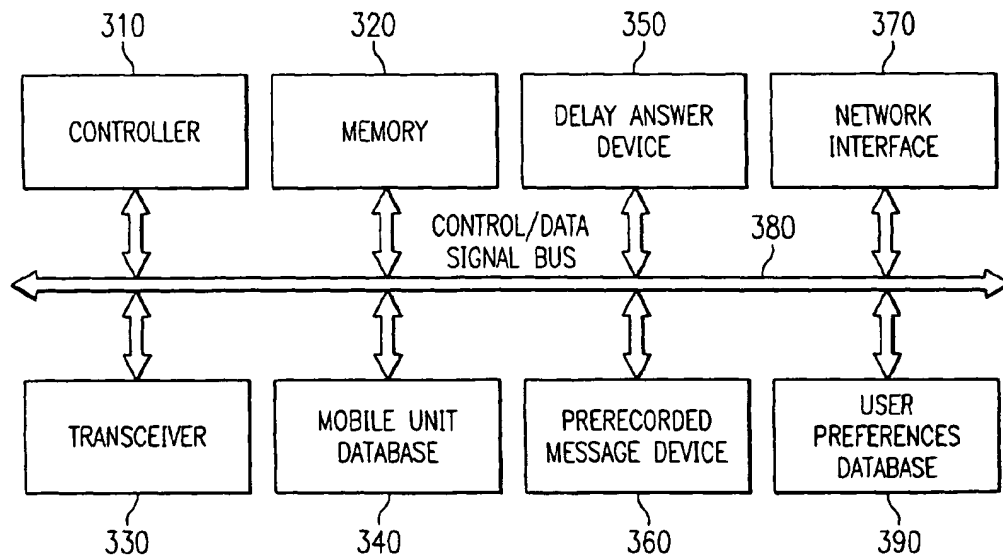 310
320
350
370
CONTROLLER
MEMORY
DELAY ANSWER
DEVICE
NETWORK
INTERFACE
CONTROL/DATA
SIGNAL BUS
380
TRANSCEIVER
MOBILE UNIT
DATABASE
PRERECORDED
MESSAGE DEVICE
USER
PREFERENCES
DATABASE
330
340
360
390